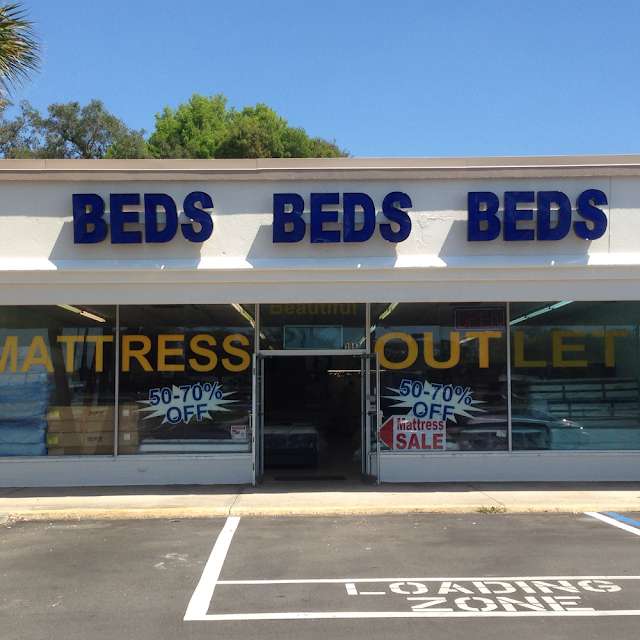 BEDS BEDS BEDS
Beautiful
MATTRESS OUTLET
50-70% OFF
50-70% OFF
Mattress
SALE
LOADING
ZONE